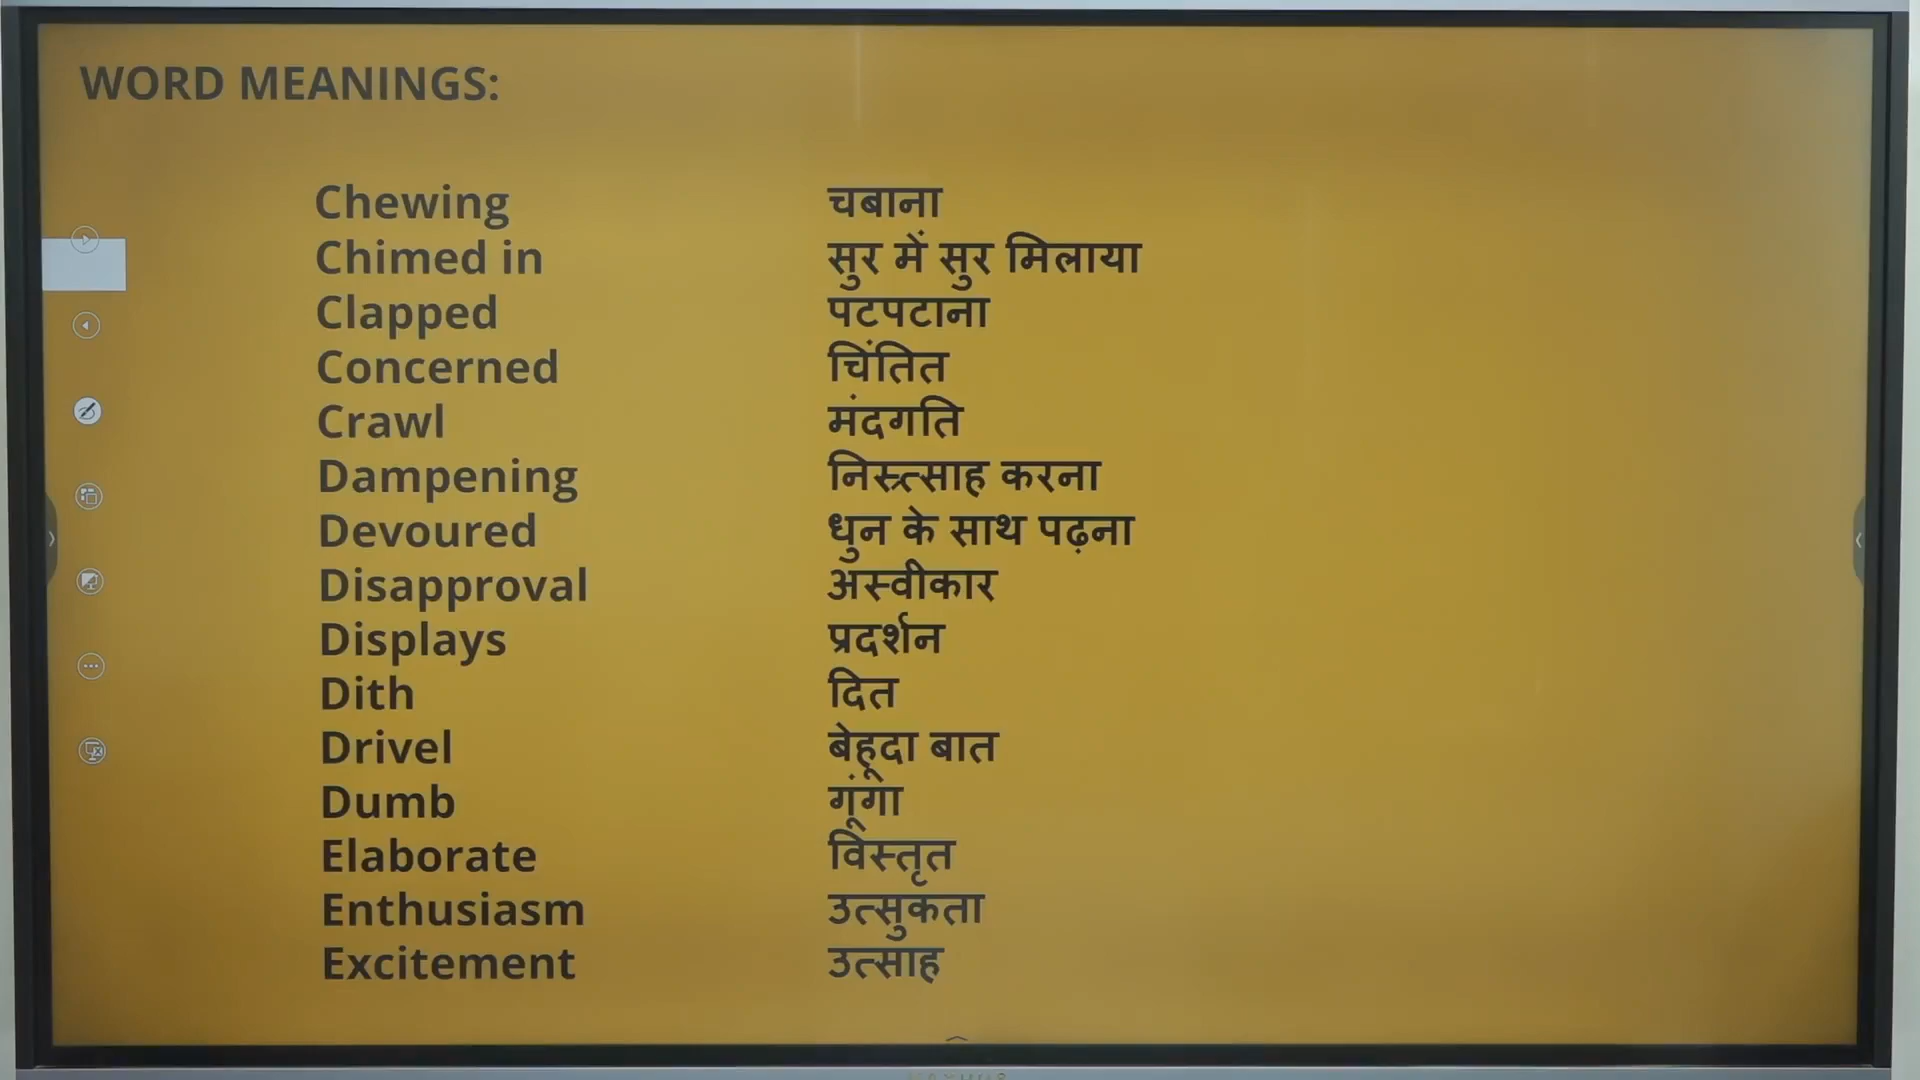 WORD MEANINGS:
Chewing चबाना
Chimed in सुर में सुर मिलाया
Clapped पटपटाना
Concerned चिंतित
Crawl मंदगति
Dampening निस्त्साह करना
Devoured धुन के साथ पढ़ना
Disapproval अस्वीकार
Displays प्रदर्शन
Dith दित
Drivel बेहूदा बात
Dumb गूंगा
Elaborate विस्तृत
Enthusiasm उत्सुकता
Excitement उत्साह